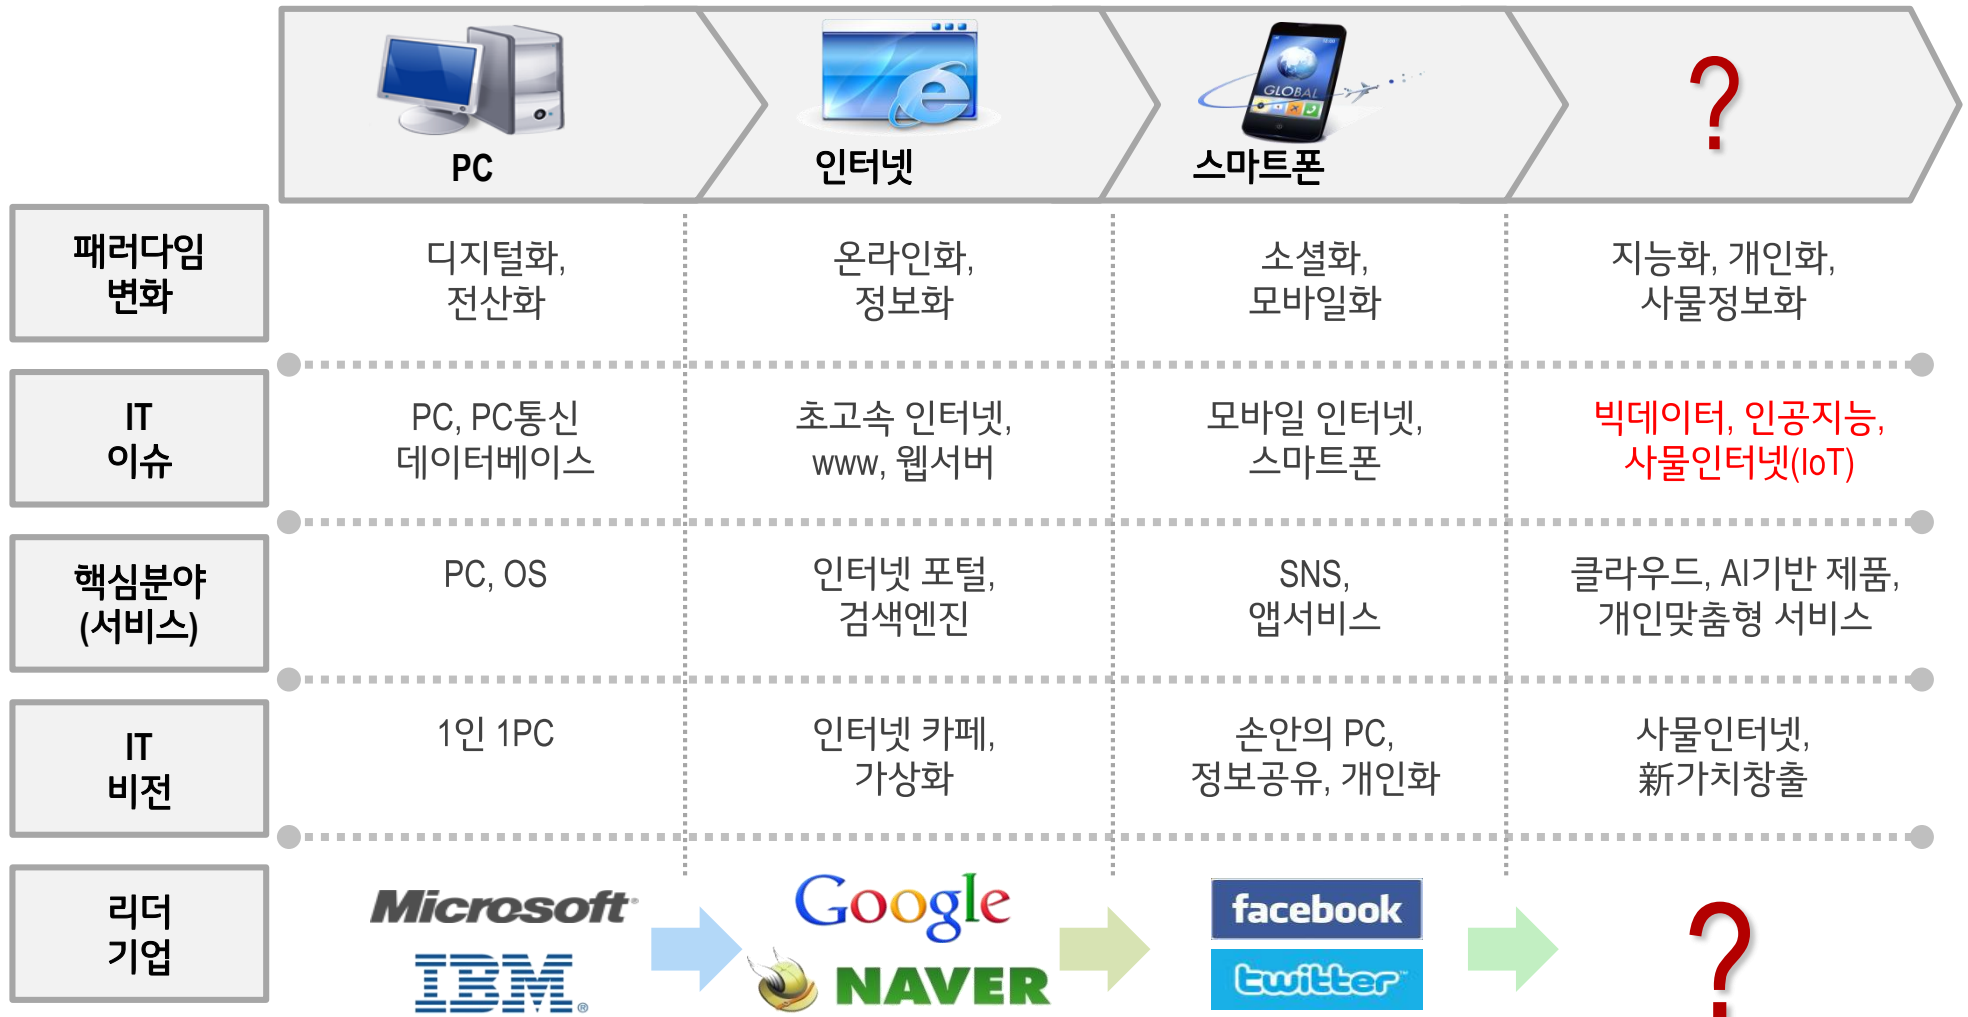 GLOBAL
PC
인터넷
스마트폰
?
패러다임
변화
디지털화,
전산화
온라인화,
정보화
소셜화,
모바일화
지능화, 개인화,
사물정보화
IT
이슈
PC, PC통신
데이터베이스
초고속 인터넷,
www, 웹서버
모바일 인터넷,
스마트폰
빅데이터, 인공지능,
사물인터넷(IoT)
핵심분야
(서비스)
PC, OS
인터넷 포털,
검색엔진
SNS,
앱서비스
클라우드, AI기반 제품,
개인맞춤형 서비스
IT
비전
1인 1PC
인터넷 카페,
가상화
손안의 PC,
정보공유, 개인화
사물인터넷,
新가치창출
리더
기업
Microsoft®
IBM®
Google
NAVER
facebook
twitter™
?